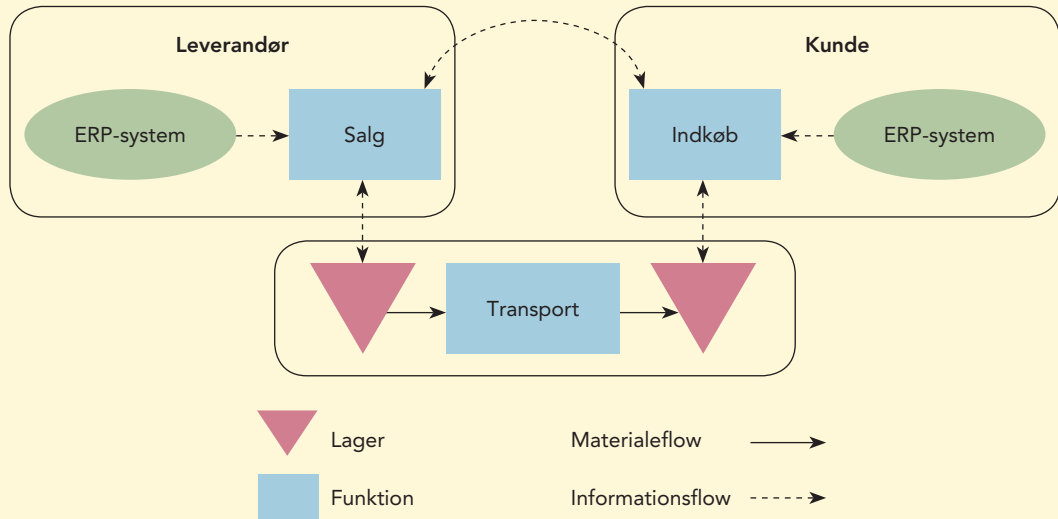 Leverandør
Kunde
ERP-system
Salg
Indkøb
ERP-system
Transport
Lager
Materialeflow
Funktion
Informationsflow